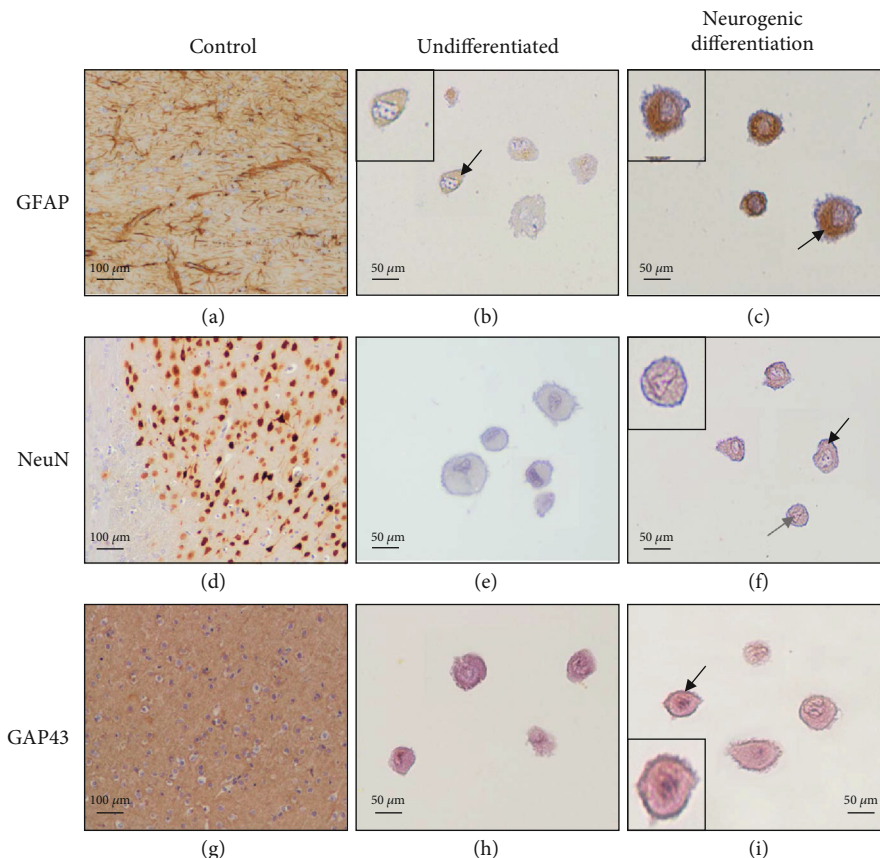 Control
Undifferentiated
Neurogenic
differentiation
GFAP
100 μm
50 μm
50 μm
(a)
(b)
(c)
NeuN
100 μm
50 μm
50 μm
(d)
(e)
(f)
GAP43
100 μm
50 μm
50 μm
(g)
(h)
(i)